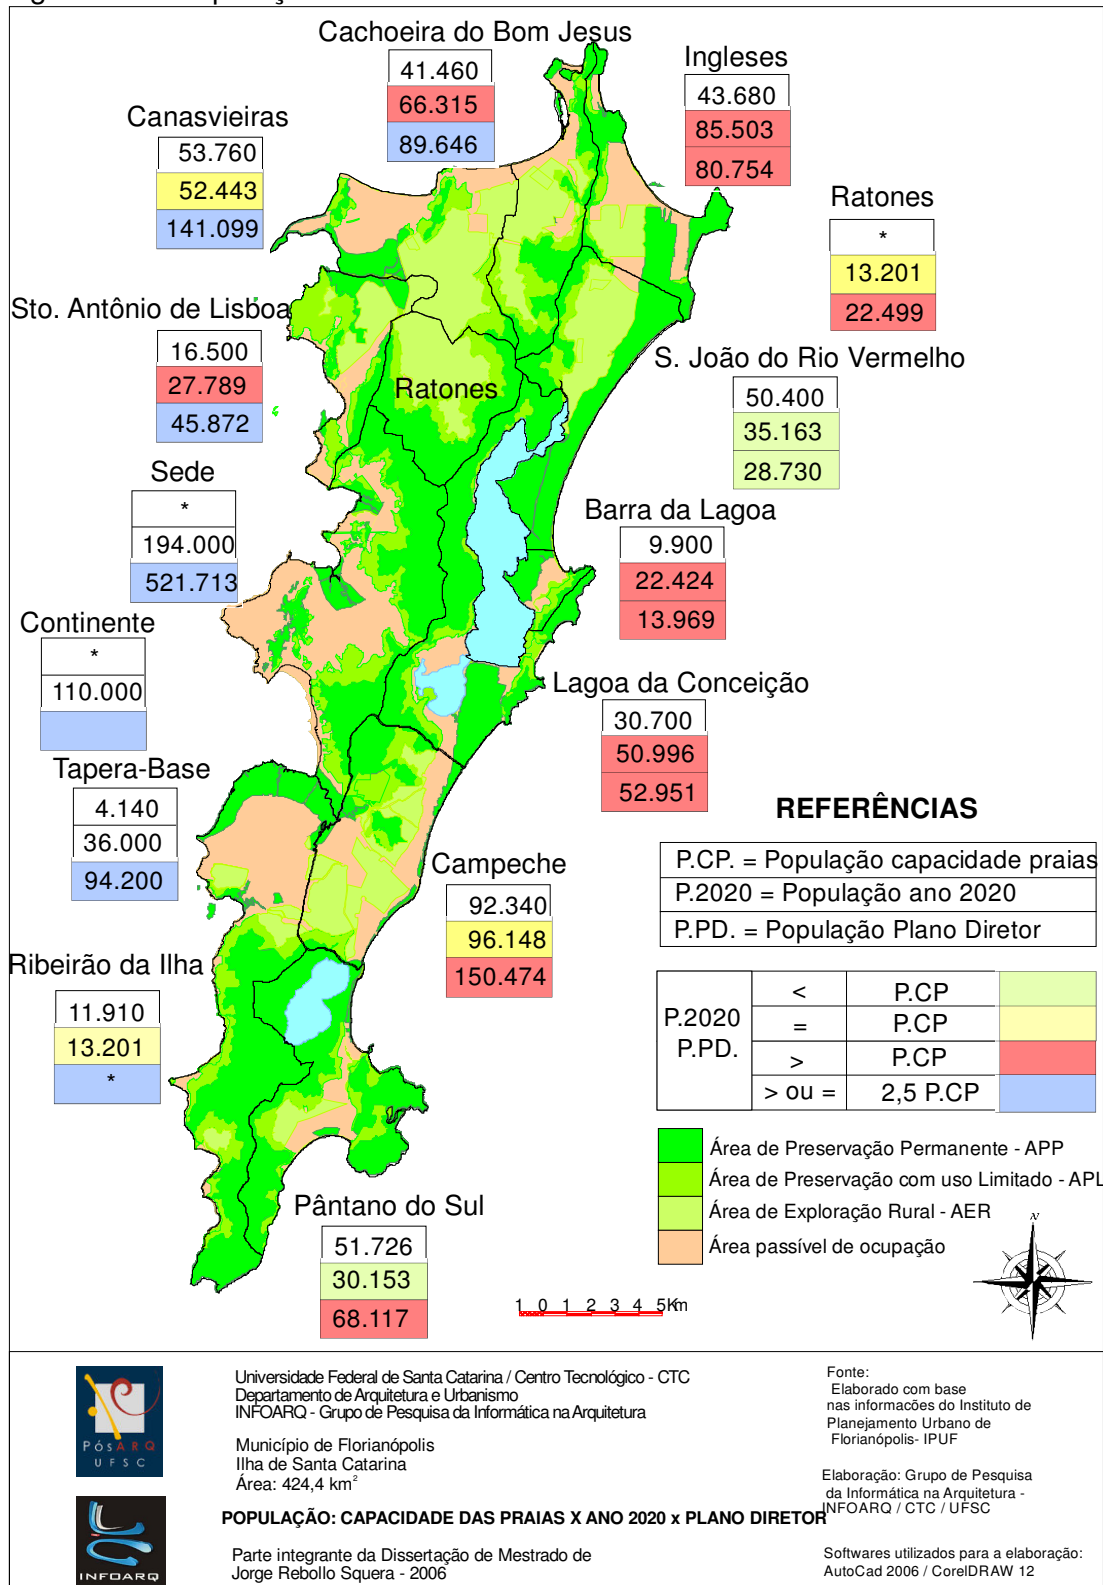 Cachoeira do Bom Jesus
41.460
66.315
89.646
Ingleses
43.680
85.503
80.754
Canasvieiras
53.760
52.443
141.099
Ratones
*
13.201
22.499
Sto. Antônio de Lisboa
16.500
27.789
45.872
Ratones
S. João do Rio Vermelho
50.400
35.163
28.730
Sede
*
194.000
521.713
Barra da Lagoa
9.900
22.424
13.969
Continente
*
110.000
Lagoa da Conceição
30.700
50.996
52.951
Tapera-Base
4.140
36.000
94.200
Campeche
92.340
96.148
150.474
Ribeirão da Ilha
11.910
13.201
*
Pântano do Sul
51.726
30.153
68.117
REFERÊNCIAS
P.CP. = População capacidade praias
P.2020 = População ano 2020
P.PD. = População Plano Diretor
P.2020
P.PD.
< P.CP
= P.CP
> P.CP
> ou = 2,5 P.CP
Área de Preservação Permanente - APP
Área de Preservação com uso Limitado - APL
Área de Exploração Rural - AER
Área passível de ocupação
N
1 0 1 2 3 4 5Km
PósARQ
UFSC
INFOARQ
Universidade Federal de Santa Catarina / Centro Tecnológico - CTC
Departamento de Arquitetura e Urbanismo
INFOARQ - Grupo de Pesquisa da Informática na Arquitetura
Município de Florianópolis
Ilha de Santa Catarina
Área: 424,4 km²
POPULAÇÃO: CAPACIDADE DAS PRAIAS X ANO 2020 x PLANO DIRETOR
Parte integrante da Dissertação de Mestrado de
Jorge Rebollo Squera - 2006
Fonte:
Elaborado com base
nas informacões do Instituto de
Planejamento Urbano de
Florianópolis- IPUF
Elaboração: Grupo de Pesquisa
da Informática na Arquitetura -
INFOARQ / CTC / UFSC
Softwares utilizados para a elaboração:
AutoCad 2006 / CorelDRAW 12